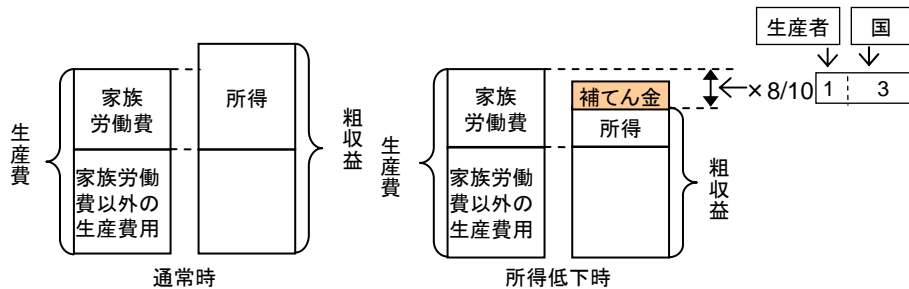 生産者
国
1
3
×8/10
家族
労働費
家族労働
費以外の
生産費用
生産費
所得
粗収益
通常時
家族
労働費
家族労働
費以外の
生産費用
生産費
補てん金
所得
粗収益
所得低下時